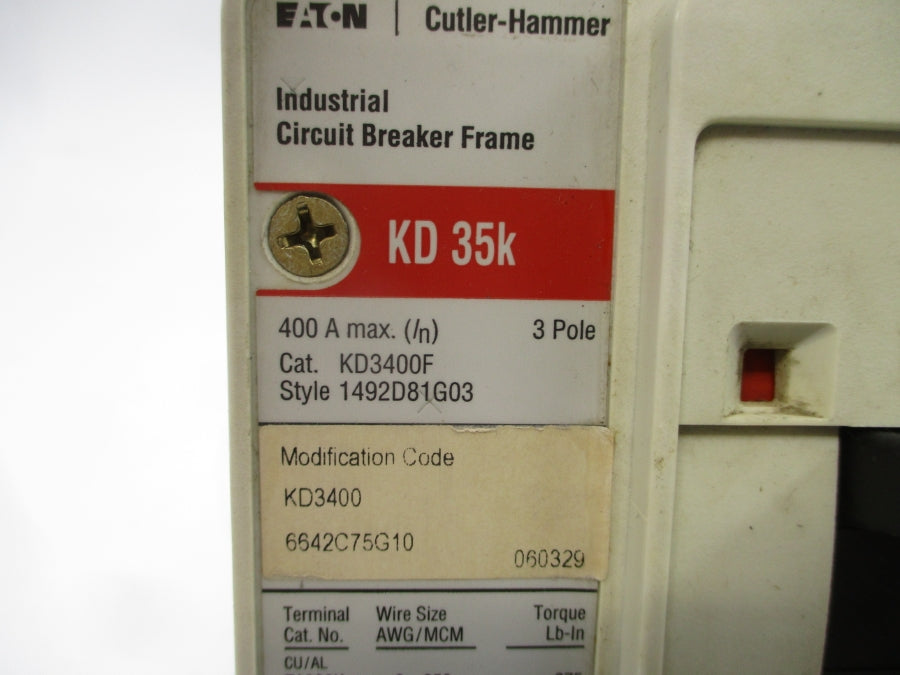 EATON | Cutler-Hammer
Industrial
Circuit Breaker Frame
KD 35k
400 A max. (In) 3 Pole
Cat. KD3400F
Style 1492D81G03
Modification Code
KD3400
6642C75G10
060329
Terminal Wire Size Torque
Cat. No. AWG/MCM Lb-In
CU/AL